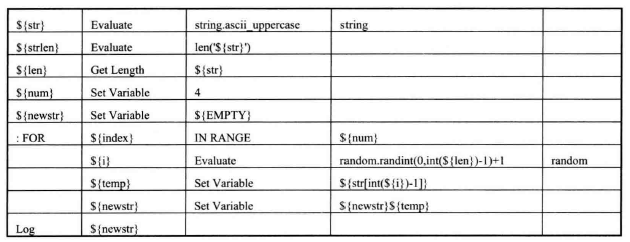 ${str} Evaluate string.ascii_uppercase string
${strlen} Evaluate len('${str}')
${len} Get Length ${str}
${num} Set Variable 4
${newstr} Set Variable ${EMPTY}
: FOR ${index} IN RANGE ${num}
${i} Evaluate random.randint(0,int(${len})-1)+1 random
${temp} Set Variable ${str[int(${i})-1]}
${newstr} Set Variable ${newstr}${temp}
Log ${newstr}